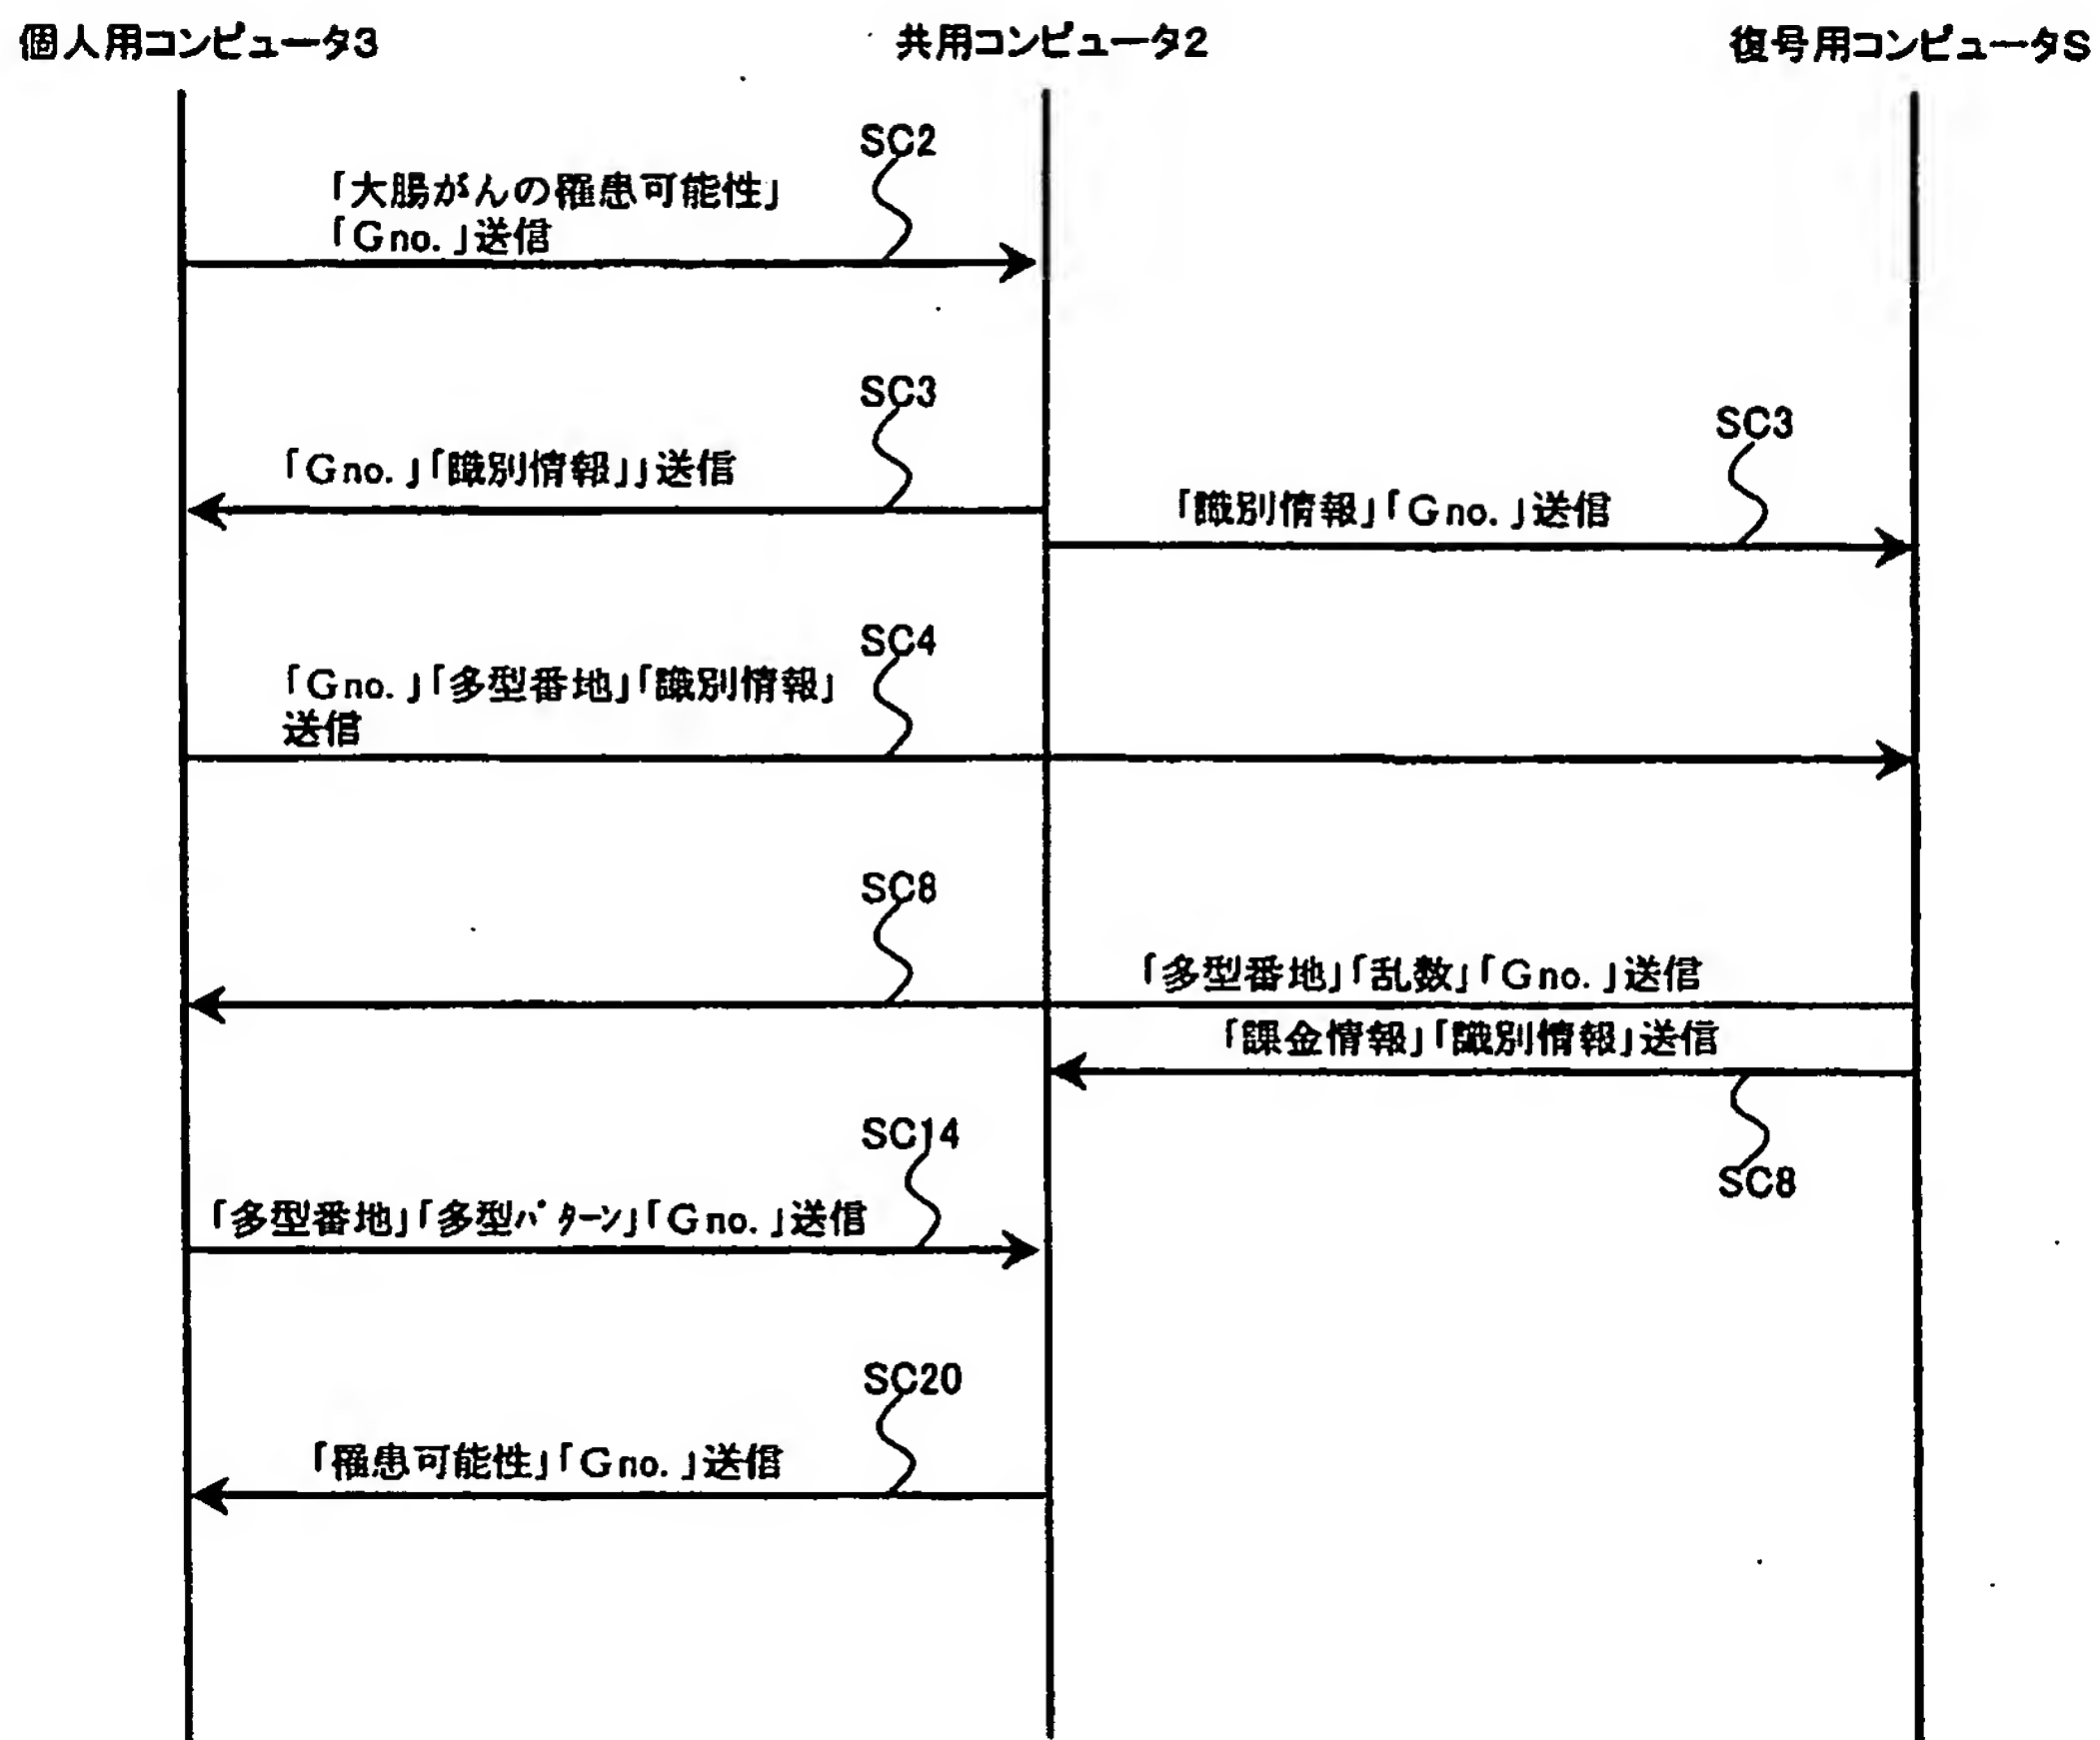 個人用コンピュータ3
共用コンピュータ2
復号用コンピュータS
SC2
「大腸がんの罹患可能性」
「Gno.」送信
SC3
「Gno.」「識別情報」」送信
SC3
「識別情報」「Gno.」送信
SC4
「Gno.」「多型番地」「識別情報」
送信
SC8
「多型番地」「乱数」「Gno.」送信
「課金情報」「識別情報」送信
SC8
SC14
「多型番地」「多型パターン」「Gno.」送信
SC20
「罹患可能性」「Gno.」送信